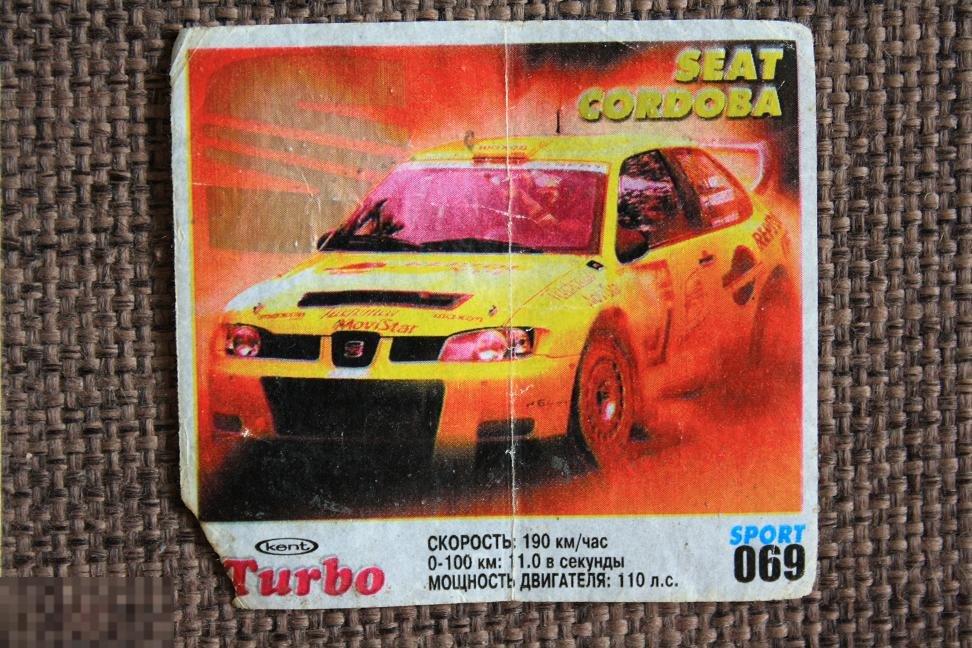 SEAT
CORDOBA
MoviStar
kent
Turbo
СКОРОСТЬ: 190 км/час
0-100 км: 11.0 в секунды
МОЩНОСТЬ ДВИГАТЕЛЯ: 110 л.с.
SPORT
069